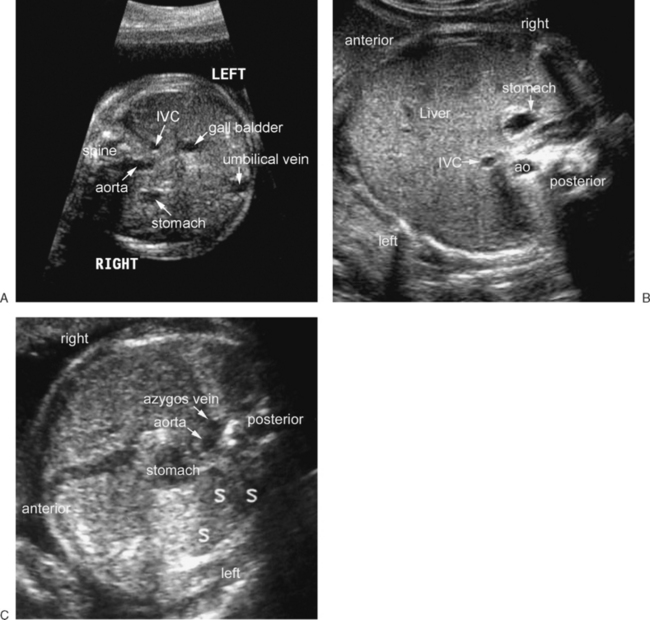 LEFT
IVC
gall baldder
spine
umbilical vein
aorta
stomach
RIGHT
A
right
anterior
stomach
Liver
IVC
ao
posterior
left
B
right
azygos vein
posterior
aorta
stomach
S S
anterior
S
left
C